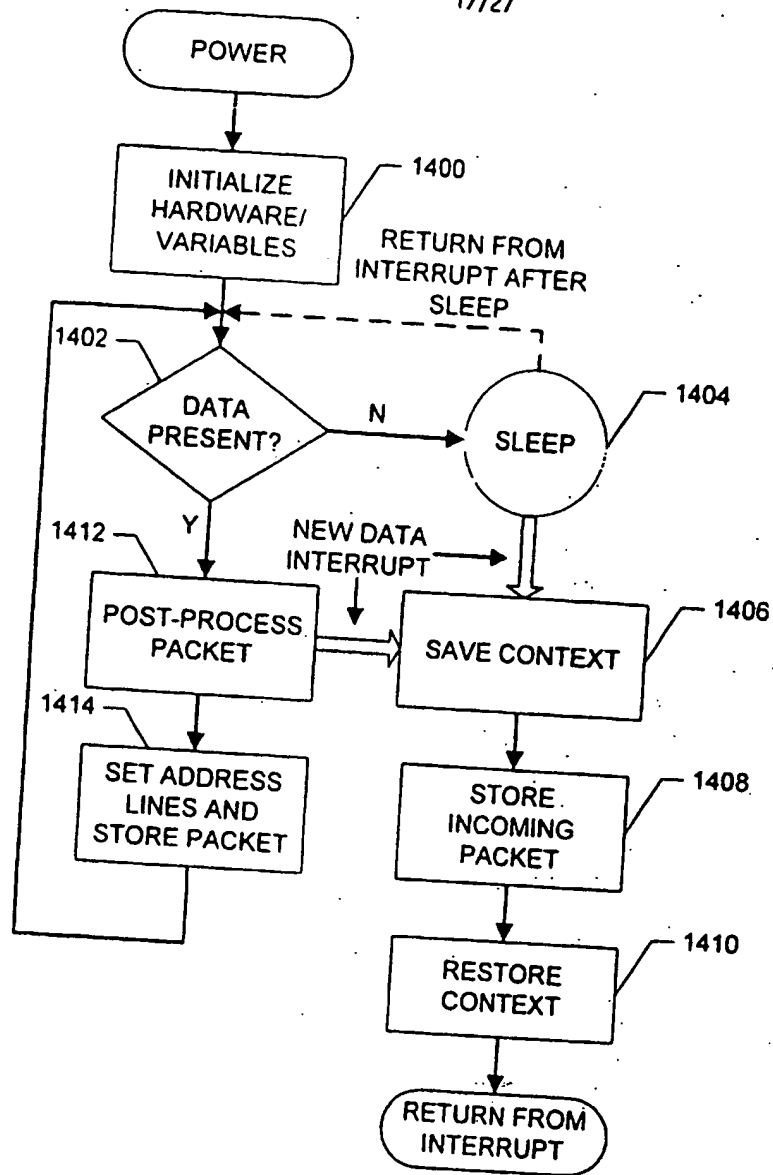 17/27
POWER
INITIALIZE
HARDWARE/
VARIABLES
1400
RETURN FROM
INTERRUPT AFTER
SLEEP
1402
DATA
PRESENT?
N
SLEEP
1404
Y
1412
NEW DATA
INTERRUPT
POST-PROCESS
PACKET
SAVE CONTEXT
1406
1414
SET ADDRESS
LINES AND
STORE PACKET
STORE
INCOMING
PACKET
1408
RESTORE
CONTEXT
1410
RETURN FROM
INTERRUPT